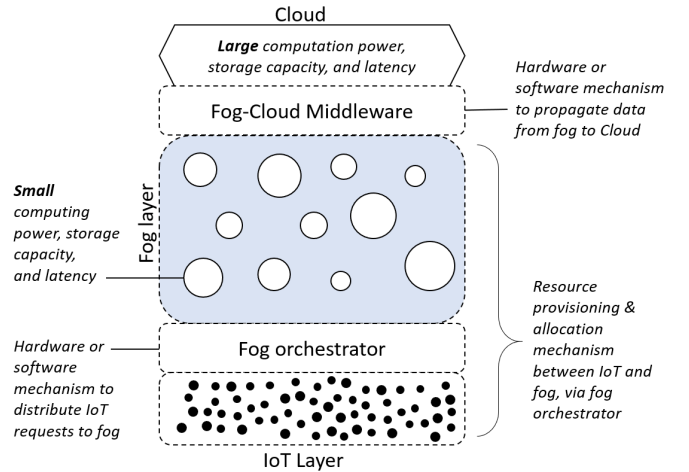 Cloud
Large computation power,
storage capacity, and latency
Hardware or
software mechanism
to propagate data
from fog to Cloud
Fog-Cloud Middleware
Small
computing
power, storage
capacity,
and latency
Fog layer
Resource
provisioning &
allocation
mechanism
between IoT and
fog, via fog
orchestrator
Hardware or
software
mechanism to
distribute IoT
requests to fog
Fog orchestrator
IoT Layer